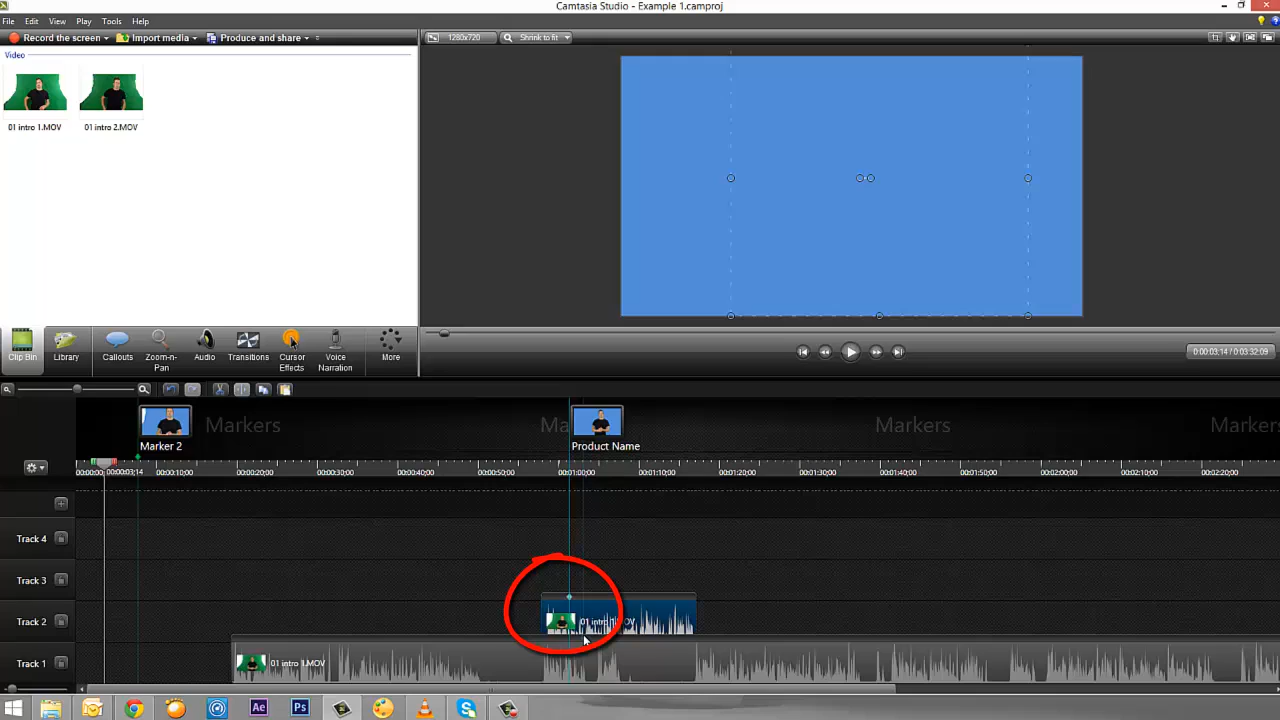 Camtasia Studio - Example 1.camproj
File Edit View Play Tools Help
Record the screen Import media Produce and share
1280x720 Shrink to fit
Video
01 intro 1.MOV 01 intro 2.MOV
Clip Bin Library Callouts Zoom-n-Pan Audio Transitions Cursor Effects Voice Narration More
0:00:03;14 / 0:03:32:09
Markers Markers Markers
Marker 2 Product Name
00:00:03;14 00:00:10;00 00:00:20;00 00:00:30;00 00:00:40;00 00:00:50;00 00:01:00;00 00:01:10;00 00:01:20;00 00:01:30;00 00:01:40;00 00:01:50;00 00:02:00;00 00:02:10;00 00:02:20;00
Track 4
Track 3
Track 2 01 intro 1.MOV
Track 1 01 intro 1.MOV
Ae Ps